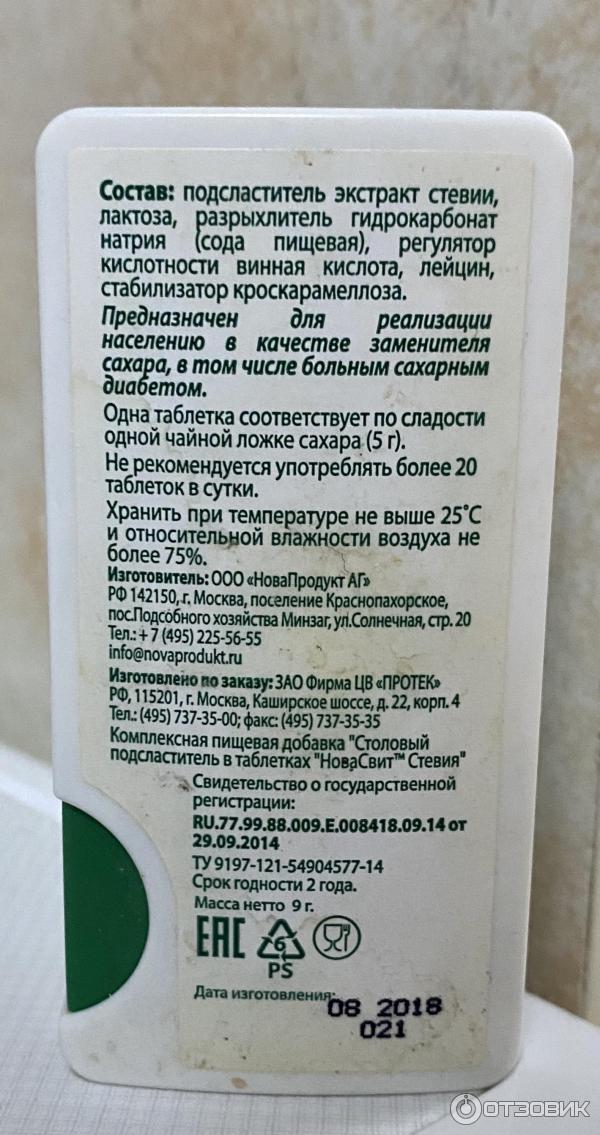 Состав: подсластитель экстракт стевии,
лактоза, разрыхлитель гидрокарбонат
натрия (сода пищевая), регулятор
кислотности винная кислота, лейцин,
стабилизатор кроскарамеллоза.
Предназначен для реализации
населению в качестве заменителя
сахара, в том числе больным сахарным
диабетом.
Одна таблетка соответствует по сладости
одной чайной ложке сахара (5 г).
Не рекомендуется употреблять более 20
таблеток в сутки.
Хранить при температуре не выше 25°С
и относительной влажности воздуха не
более 75%.
Изготовитель: ООО «НоваПродукт АГ»
РФ 142150, г. Москва, поселение Краснопахорское,
пос.Подсобного хозяйства Минзаг, ул.Солнечная, стр. 20
Тел.: + 7 (495) 225-56-55
info@novaprodukt.ru
Изготовлено по заказу: ЗАО Фирма ЦВ «ПРОТЕК»
РФ, 115201, г. Москва, Каширское шоссе, д. 22, корп. 4
Тел.: (495) 737-35-00; факс: (495) 737-35-35
Комплексная пищевая добавка "Столовый
подсластитель в таблетках "НоваСвит™ Стевия"
Свидетельство о государственной
регистрации:
RU.77.99.88.009.Е.008418.09.14 от
29.09.2014
ТУ 9197-121-54904577-14
Срок годности 2 года.
Масса нетто 9 г.
ЕАС 6
PS
Дата изготовления: 08 2018
021
ОТЗОВИК